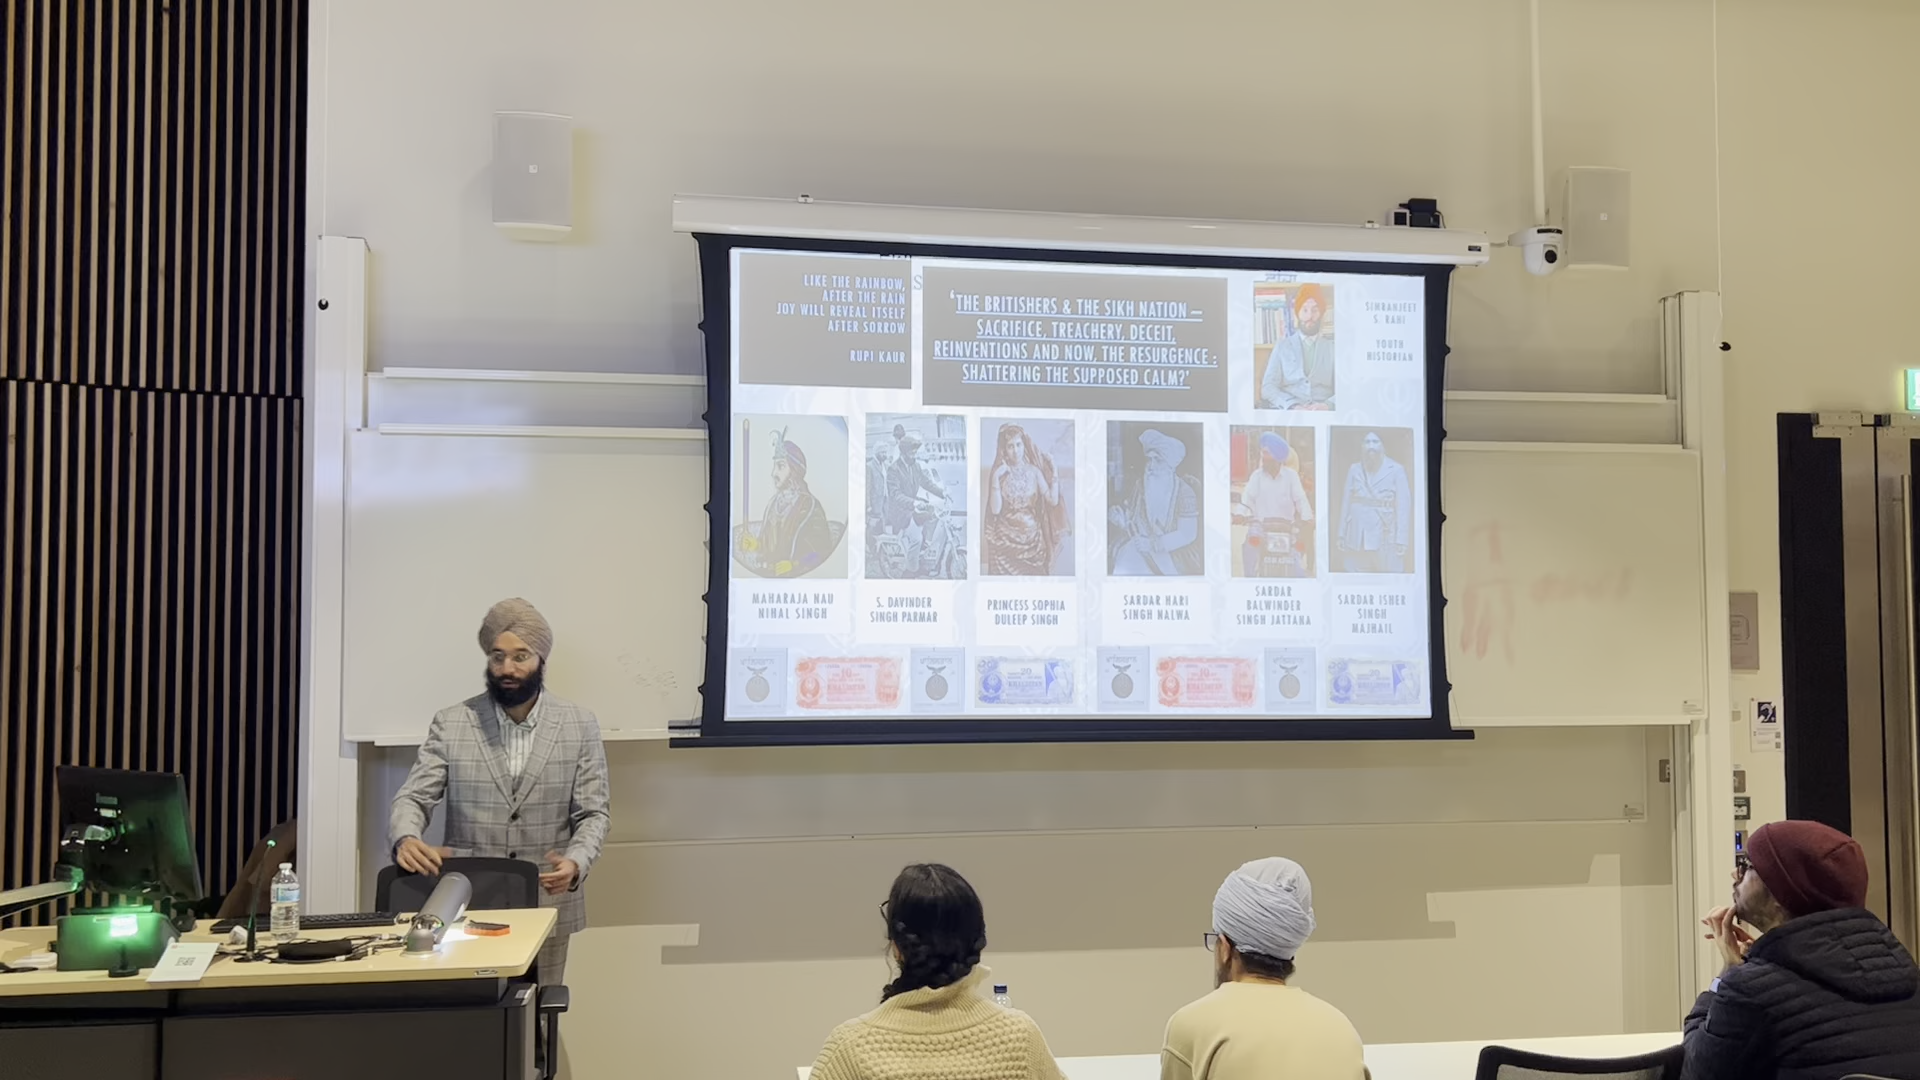 LIKE THE RAINBOW,
AFTER THE RAIN
JOY WILL REVEAL ITSELF
AFTER SORROW
RUPI KAUR
'THE BRITISHERS & THE SIKH NATION –
SACRIFICE, TREACHERY, DECEIT,
REINVENTIONS AND NOW, THE RESURGENCE :
SHATTERING THE SUPPOSED CALM?'
SIMRANJEET
S. RAHI
YOUTH
HISTORIAN
MAHARAJA NAU
NIHAL SINGH
S. DAVINDER
SINGH PARMAR
PRINCESS SOPHIA
DULEEP SINGH
SARDAR HARI
SINGH NALWA
SARDAR
BALWINDER
SINGH JATTANA
SARDAR ISHER
SINGH
MAJHAIL